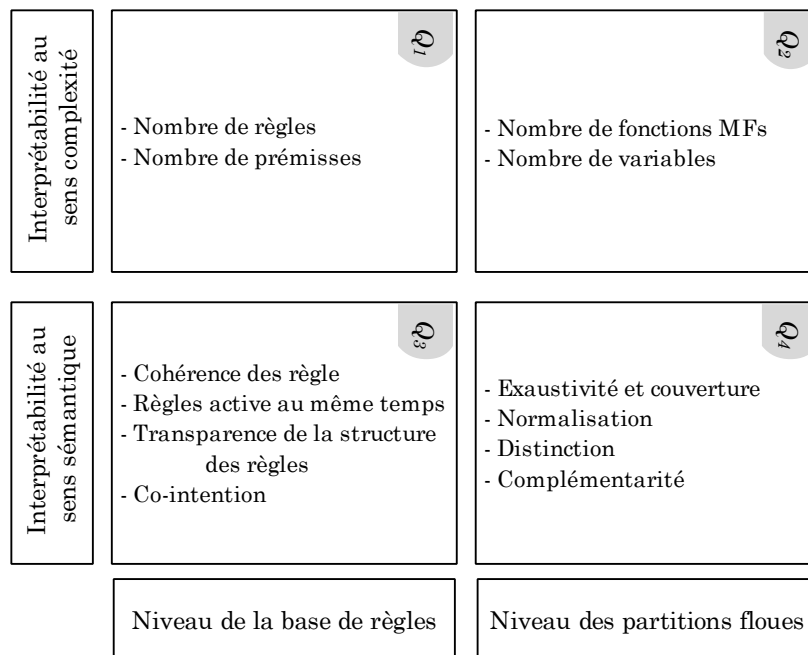 Interprétabilité au
sens complexité
Q1
- Nombre de règles
- Nombre de prémisses
Q2
- Nombre de fonctions MFs
- Nombre de variables
Interprétabilité au
sens sémantique
Q3
- Cohérence des règle
- Règles active au même temps
- Transparence de la structure
des règles
- Co-intention
Q4
- Exaustivité et couverture
- Normalisation
- Distinction
- Complémentarité
Niveau de la base de règles
Niveau des partitions floues